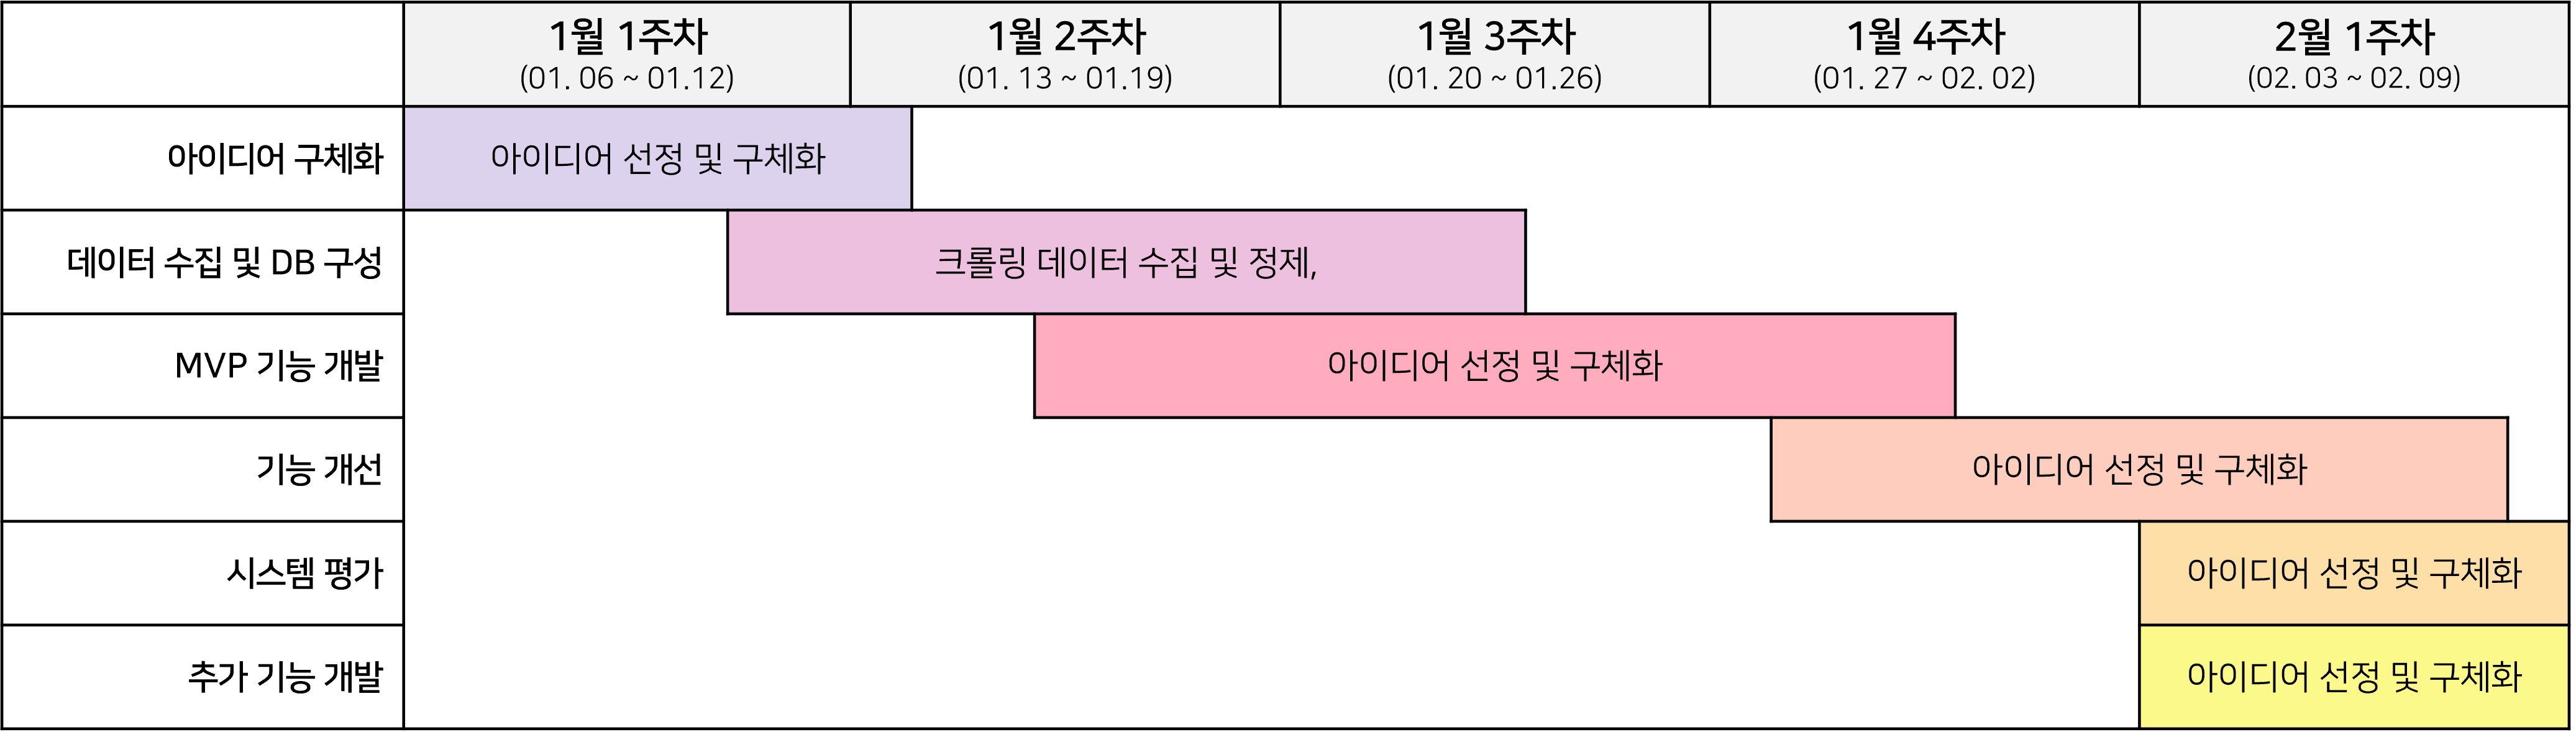 1월 1주차
(01. 06 ~ 01.12)
1월 2주차
(01. 13 ~ 01.19)
1월 3주차
(01. 20 ~ 01.26)
1월 4주차
(01. 27 ~ 02. 02)
2월 1주차
(02. 03 ~ 02. 09)
아이디어 구체화
아이디어 선정 및 구체화
데이터 수집 및 DB 구성
크롤링 데이터 수집 및 정제,
MVP 기능 개발
아이디어 선정 및 구체화
기능 개선
아이디어 선정 및 구체화
시스템 평가
아이디어 선정 및 구체화
추가 기능 개발
아이디어 선정 및 구체화